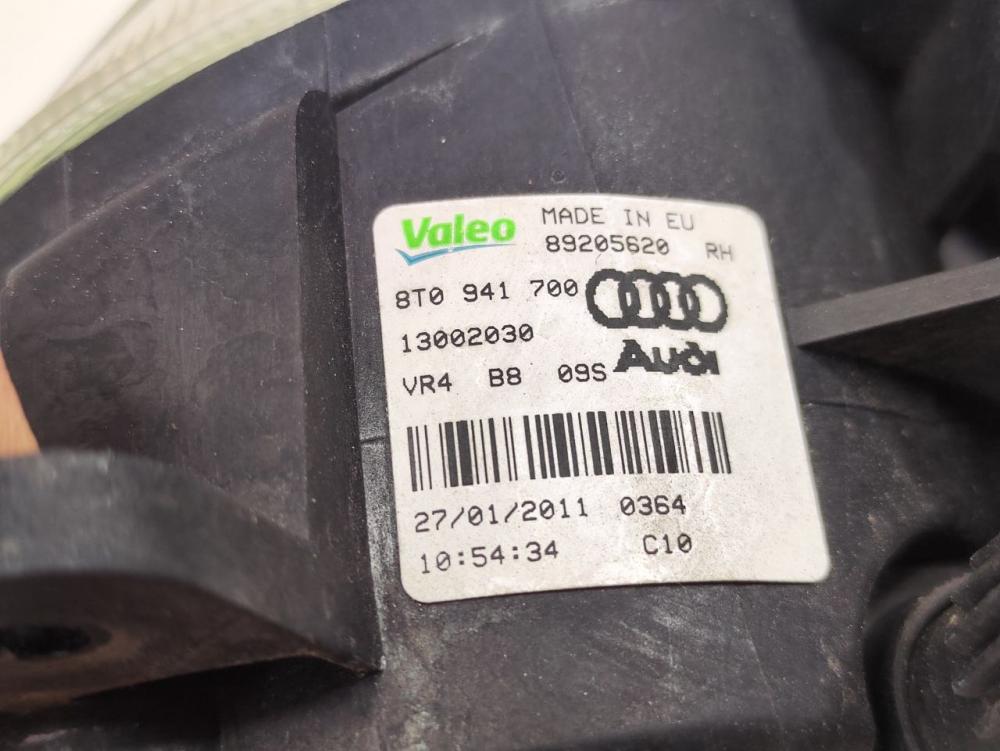 Valeo MADE IN EU
89205620 RH
8T0 941 700
13002030
Audi
VR4 B8 09S
27/01/2011 0364
10:54:34 C10